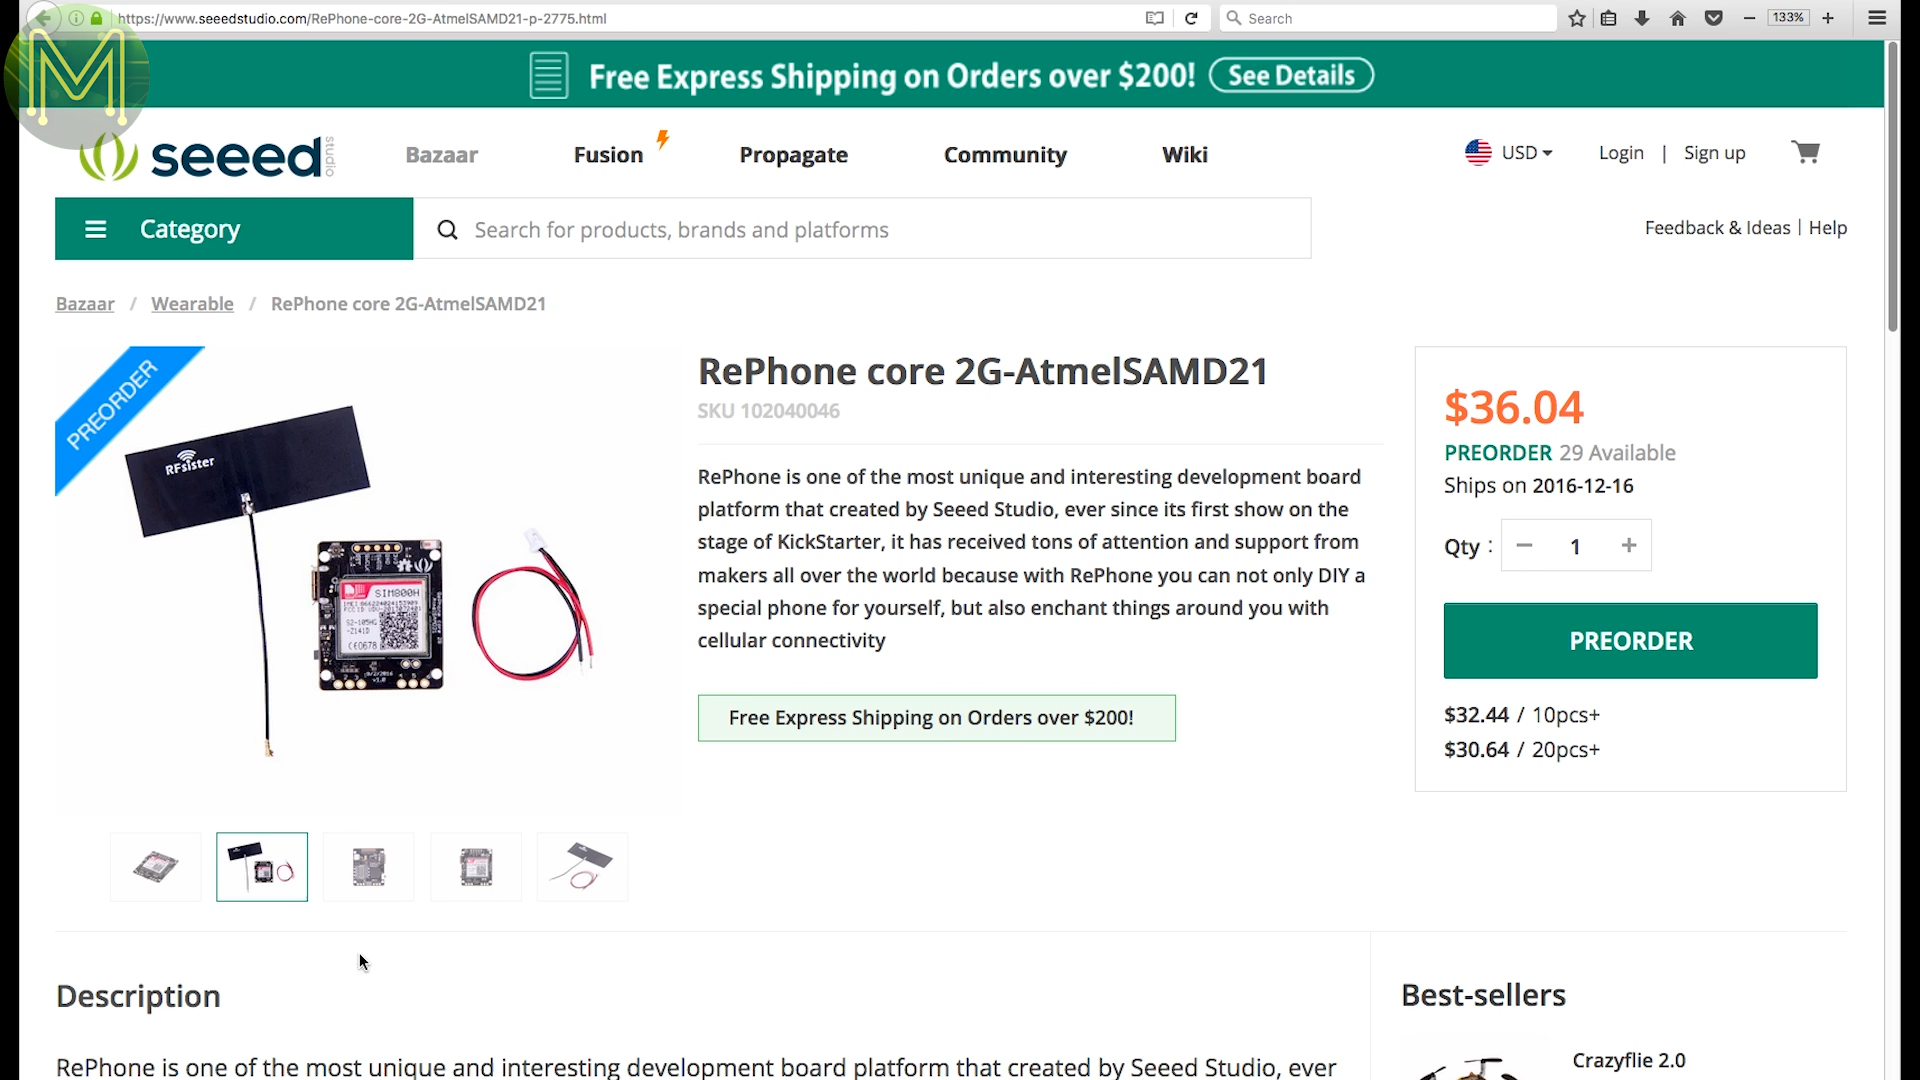 https://www.seeedstudio.com/RePhone-core-2G-AtmelSAMD21-p-2775.html
Search
133%
M
Free Express Shipping on Orders over $200!
See Details
seeed
studio
Bazaar
Fusion
Propagate
Community
Wiki
USD
Login | Sign up
Category
Search for products, brands and platforms
Feedback & Ideas | Help
Bazaar / Wearable / RePhone core 2G-AtmelSAMD21
PREORDER
RFsister
SIM800H
S2-105HG
-Z141D
CE0678
v1.0
RePhone core 2G-AtmelSAMD21
SKU 102040046
RePhone is one of the most unique and interesting development board
platform that created by Seeed Studio, ever since its first show on the
stage of KickStarter, it has received tons of attention and support from
makers all over the world because with RePhone you can not only DIY a
special phone for yourself, but also enchant things around you with
cellular connectivity
Free Express Shipping on Orders over $200!
$36.04
PREORDER 29 Available
Ships on 2016-12-16
Qty : − 1 +
PREORDER
$32.44 / 10pcs+
$30.64 / 20pcs+
Description
RePhone is one of the most unique and interesting development board platform that created by Seeed Studio, ever
Best-sellers
Crazyflie 2.0